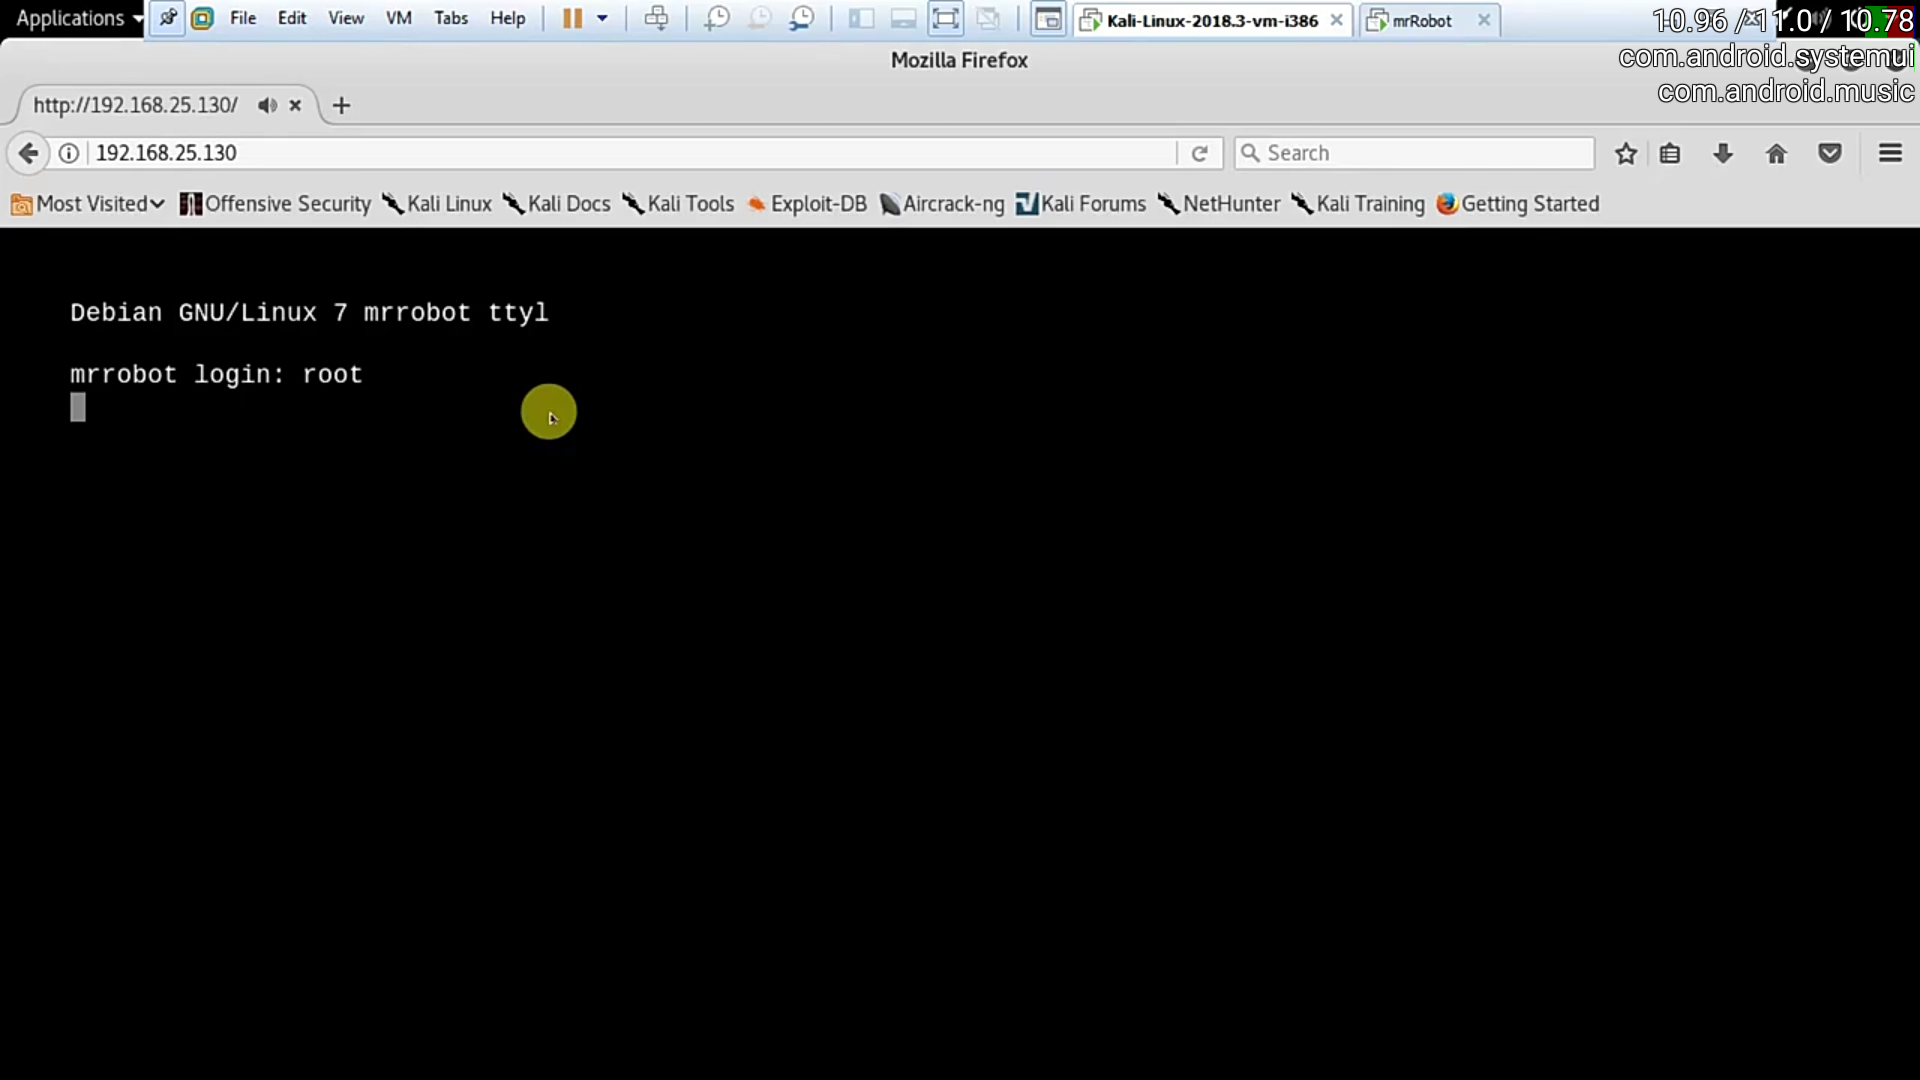 Applications File Edit View VM Tabs Help Kali-Linux-2018.3-vm-i386 mrRobot 10.96 / 11.0 / 10.78
com.android.systemui
Mozilla Firefox
com.android.music
http://192.168.25.130/
192.168.25.130 Search
Most Visited Offensive Security Kali Linux Kali Docs Kali Tools Exploit-DB Aircrack-ng Kali Forums NetHunter Kali Training Getting Started
Debian GNU/Linux 7 mrrobot ttyl
mrrobot login: root